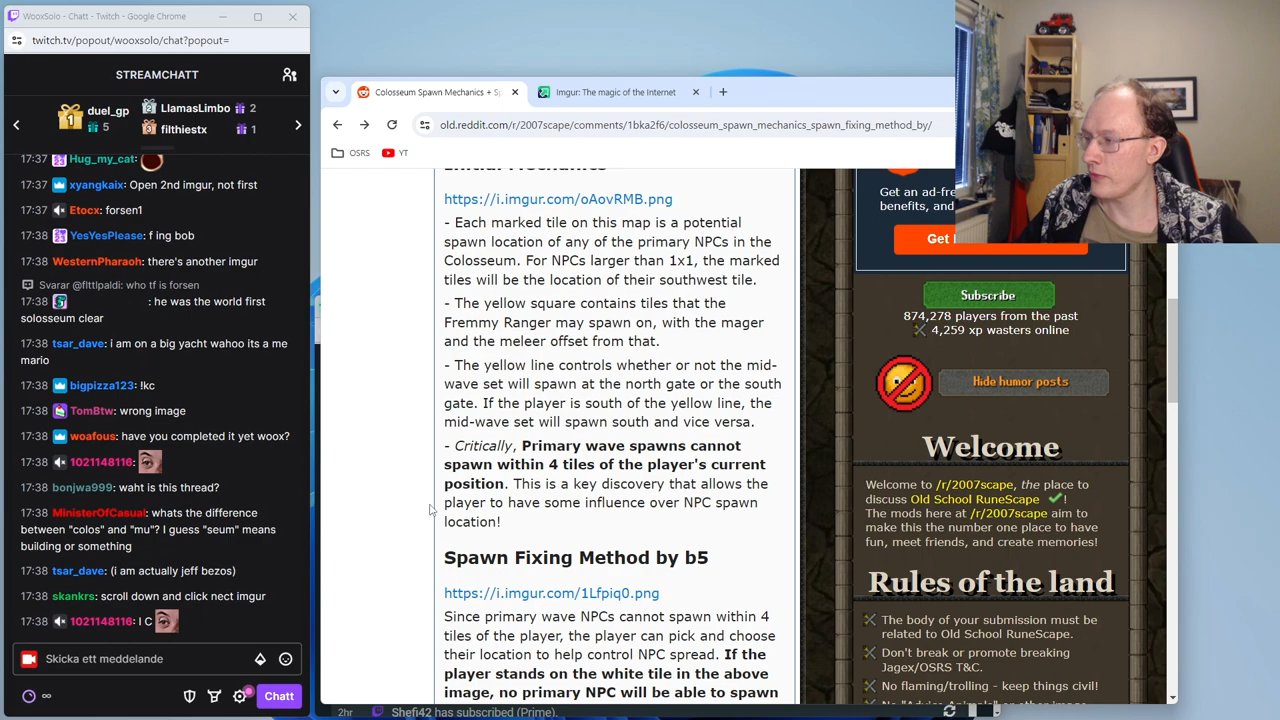 WooxSolo - Chatt - Twitch - Google Chrome
twitch.tv/popout/wooxsolo/chat?popout=
STREAMCHATT
1 duel_gp
5
2 LlamasLimbo 2
3 filthiestx 1
17:37 Hug_my_cat:
17:37 xyangkaix: Open 2nd imgur, not first
17:37 Etocx: forsen1
17:37 YesYesPlease: f ing bob
17:37 WesternPharaoh: there's another imgur
Svarar @flttlpaldi: who tf is forsen
17:38 : he was the world first
solosseum clear
17:38 tsar_dave: i am on a big yacht wahoo its a me
mario
17:38 bigpizza123: !kc
17:38 TomBtw: wrong image
17:38 woafous: have you completed it yet woox?
17:38 1021148116:
17:38 bonjwa999: waht is this thread?
17:38 MinisterOfCasual: whats the difference
between "colos" and "mu"? I guess "seum" means
building or something
17:38 tsar_dave: (i am actually jeff bezos)
17:38 skankrs: scroll down and click nect imgur
17:38 1021148116: I C
Skicka ett meddelande
∞
Chatt
Colosseum Spawn Mechanics + Sp
Imgur: The magic of the Internet
old.reddit.com/r/2007scape/comments/1bka2f6/colosseum_spawn_mechanics_spawn_fixing_method_by/
OSRS
YT
Initial Mechanics
https://i.imgur.com/oAovRMB.png
- Each marked tile on this map is a potential
spawn location of any of the primary NPCs in the
Colosseum. For NPCs larger than 1x1, the marked
tiles will be the location of their southwest tile.
- The yellow square contains tiles that the
Fremmy Ranger may spawn on, with the mager
and the meleer offset from that.
- The yellow line controls whether or not the mid-
wave set will spawn at the north gate or the south
gate. If the player is south of the yellow line, the
mid-wave set will spawn south and vice versa.
- Critically, Primary wave spawns cannot
spawn within 4 tiles of the player's current
position. This is a key discovery that allows the
player to have some influence over NPC spawn
location!
Spawn Fixing Method by b5
https://i.imgur.com/1Lfpiq0.png
Since primary wave NPCs cannot spawn within 4
tiles of the player, the player can pick and choose
their location to help control NPC spread. If the
player stands on the white tile in the above
image, no primary NPC will be able to spawn
Get an ad-fre
benefits, and
Get
Subscribe
874,278 players from the past
4,259 xp wasters online
Hide humor posts
Welcome
Welcome to /r/2007scape, the place to
discuss Old School RuneScape !
The mods here at /r/2007scape aim to
make this the number one place to have
fun, meet friends, and create memories!
Rules of the land
The body of your submission must be
related to Old School RuneScape.
Don't break or promote breaking
Jagex/OSRS T&C.
No flaming/trolling - keep things civil!
2hr Shefi42 has subscribed (Prime).